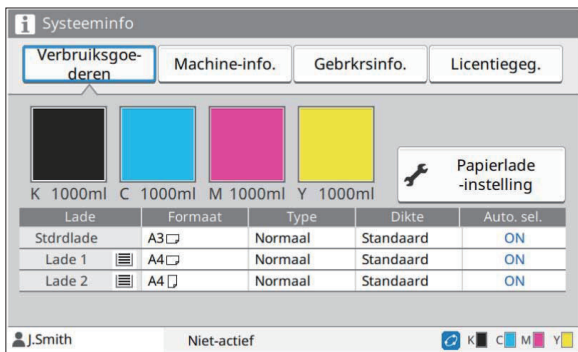 Systeeminfo
Verbruiksgoe-
deren
Machine-info.
Gebrkrsinfo.
Licentiegeg.
K 1000ml C 1000ml M 1000ml Y 1000ml
Papierlade
-instelling
Lade Formaat Type Dikte Auto. sel.
Stdrdlade A3 Normaal Standaard ON
Lade 1 A4 Normaal Standaard ON
Lade 2 A4 Normaal Standaard ON
J.Smith Niet-actief K C M Y